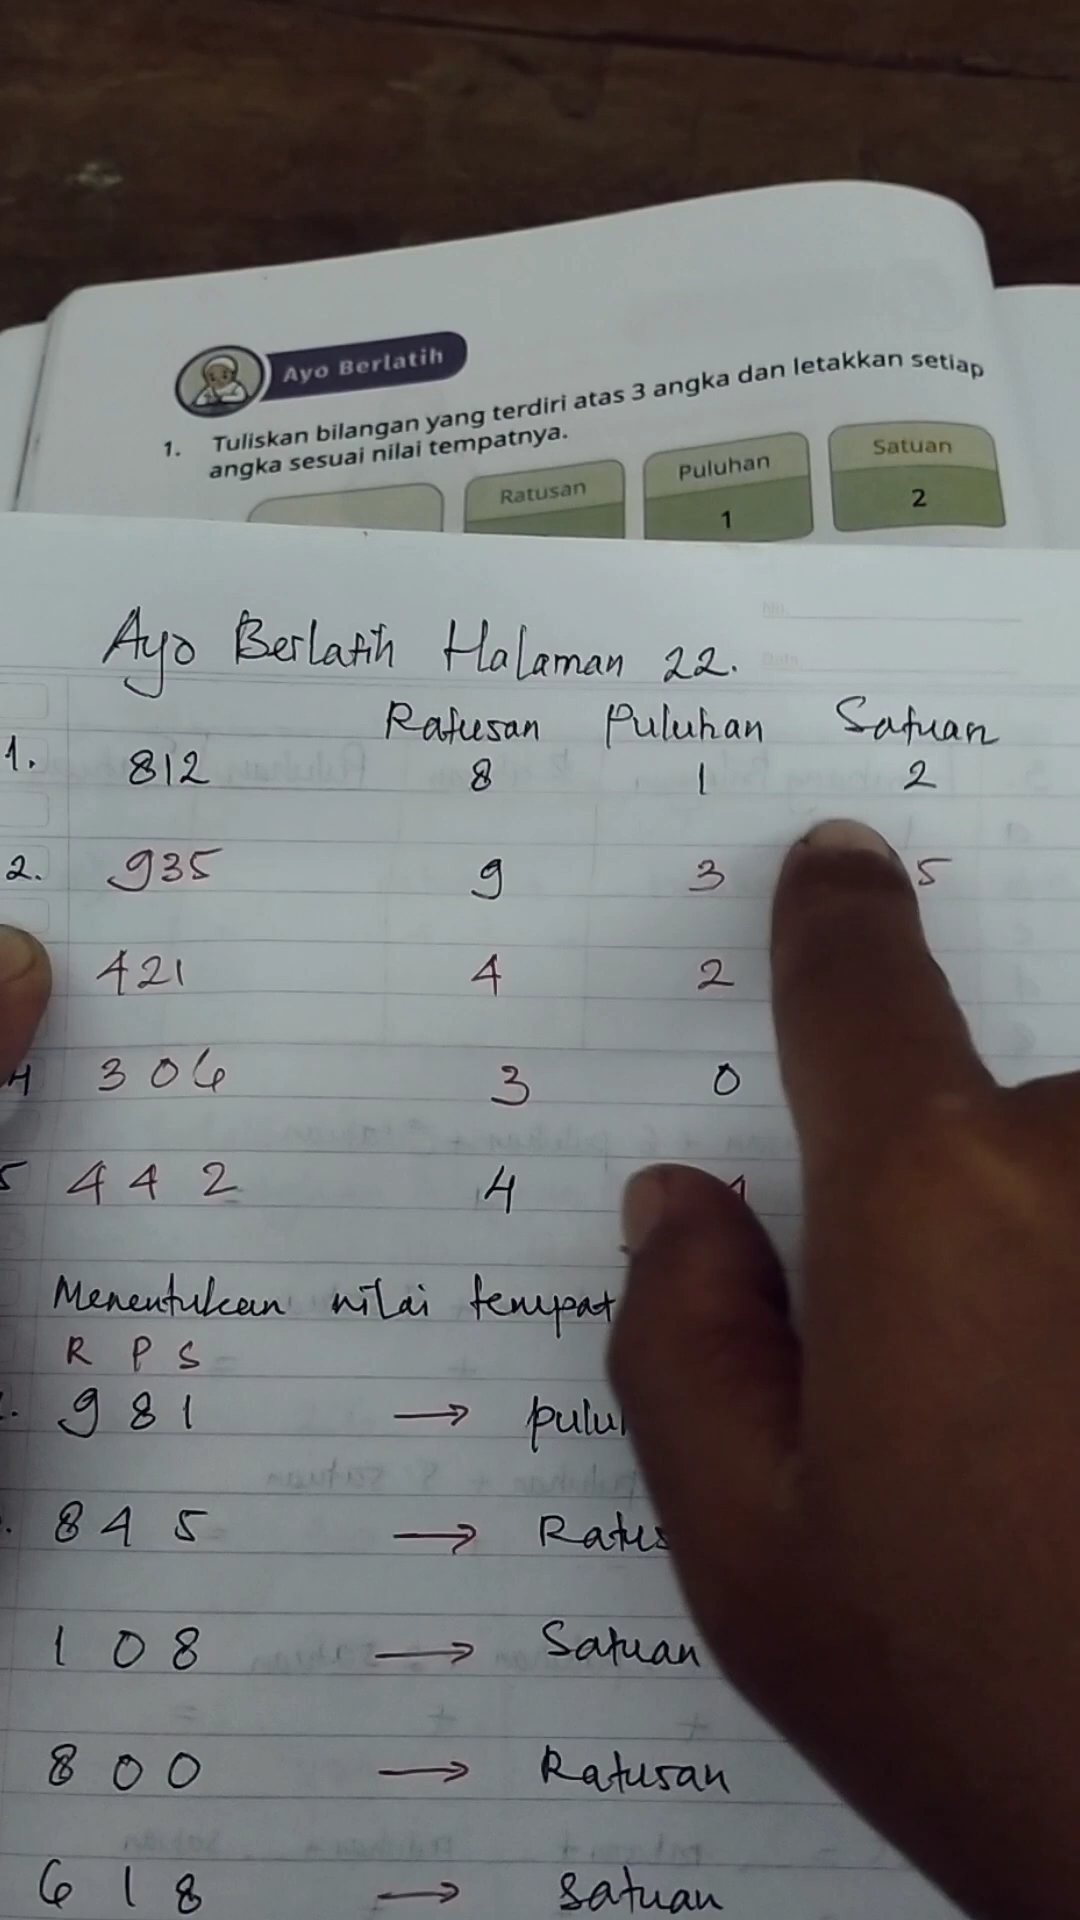 Ayo Berlatih
1. Tuliskan bilangan yang terdiri atas 3 angka dan letakkan setiap
angka sesuai nilai tempatnya.
Ratusan Puluhan Satuan
1 2
Ayo Berlatih Halaman 22.
Ratusan Puluhan Satuan
1. 812 8 1 2
2. 935 9 3 5
421 4 2
4 306 3 0
5 442 4
Menentukan nilai tempat
R P S
981 →
845 →
108 → Satuan
800 → Ratusan
618 → Satuan